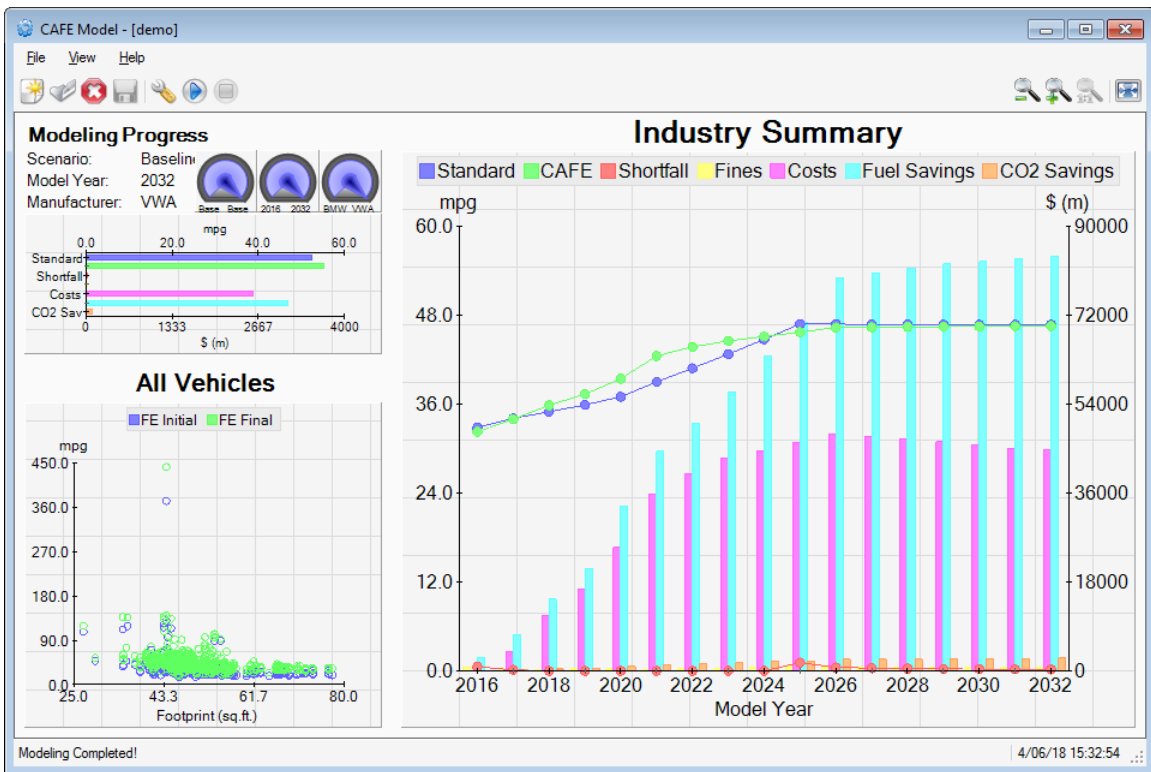 CAFE Model - [demo]
File View Help
Modeling Progress
Scenario: Baselin
Model Year: 2032
Manufacturer: VWA
Base Base
2016 2032
BMW VWA
mpg
0.0 20.0 40.0 60.0
Standard
Shortfall
Costs
CO2 Sav
0 1333 2667 4000
$ (m)
All Vehicles
FE Initial FE Final
mpg
450.0
360.0
270.0
180.0
90.0
0.0
25.0 43.3 61.7 80.0
Footprint (sq.ft.)
Industry Summary
Standard CAFE Shortfall Fines Costs Fuel Savings CO2 Savings
mpg $ (m)
60.0 90000
48.0 72000
36.0 54000
24.0 36000
12.0 18000
0.0 0
2016 2018 2020 2022 2024 2026 2028 2030 2032
Model Year
Modeling Completed! 4/06/18 15:32:54